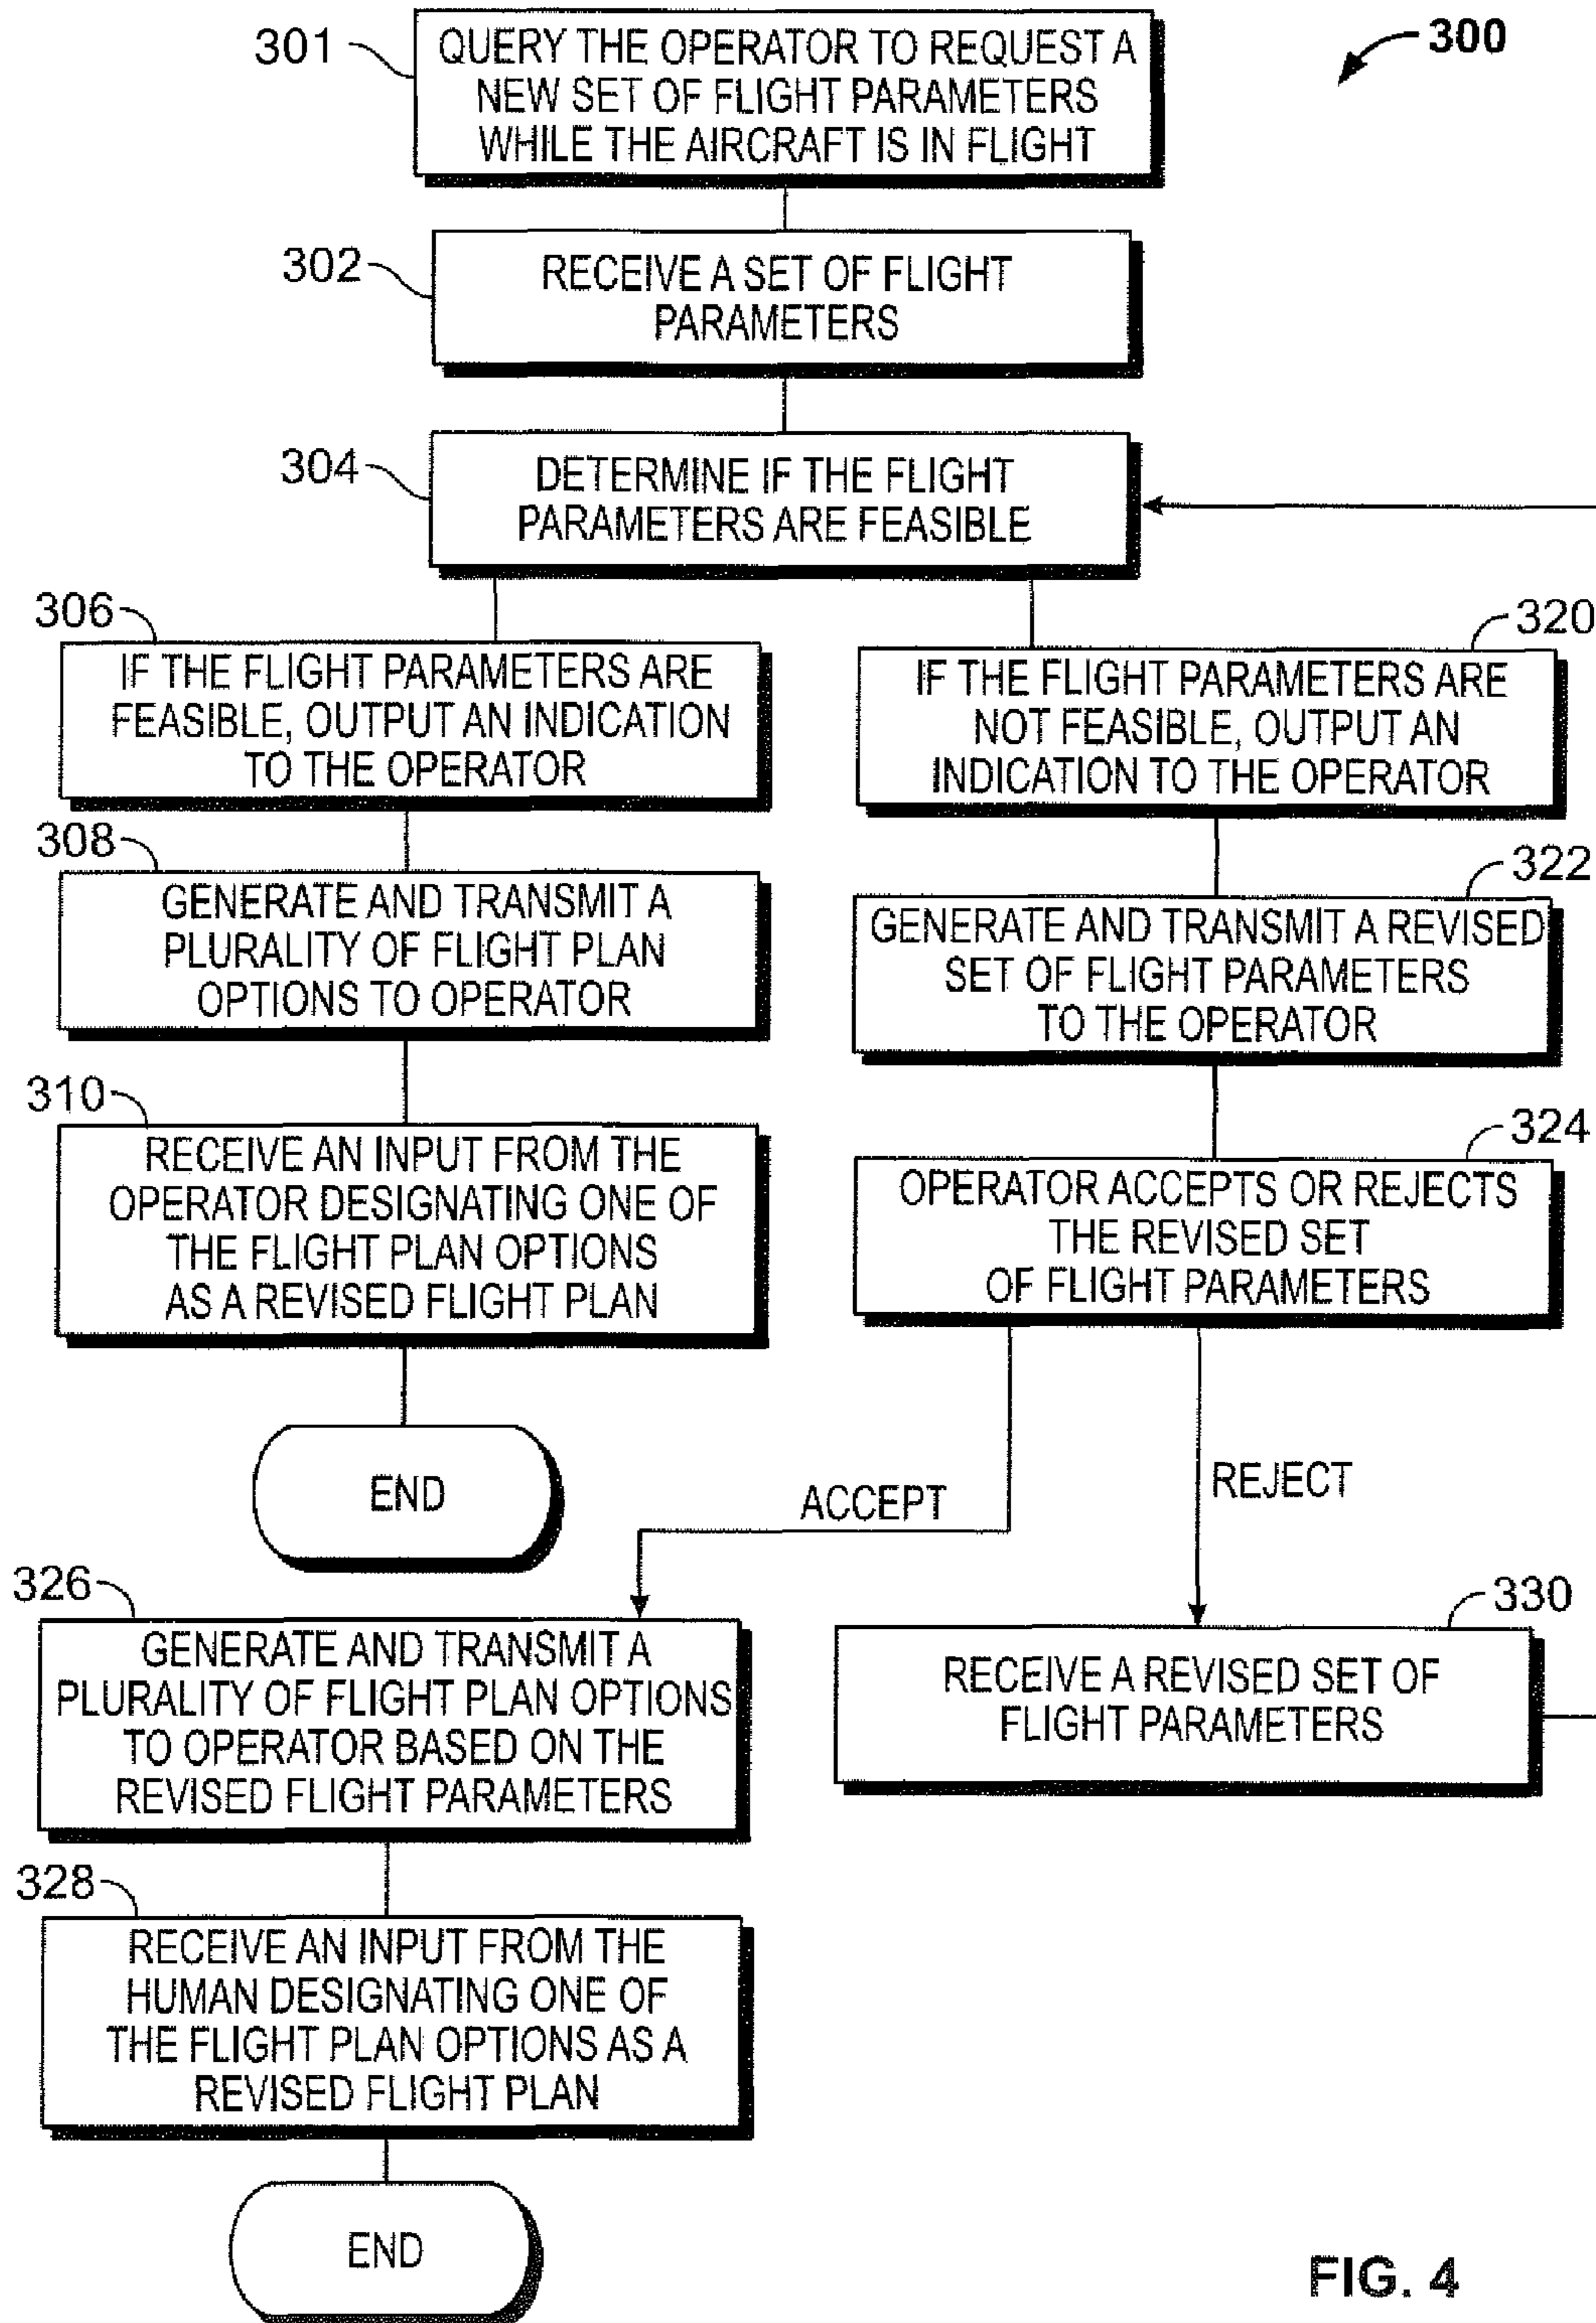 300
301
QUERY THE OPERATOR TO REQUEST A
NEW SET OF FLIGHT PARAMETERS
WHILE THE AIRCRAFT IS IN FLIGHT
302
RECEIVE A SET OF FLIGHT
PARAMETERS
304
DETERMINE IF THE FLIGHT
PARAMETERS ARE FEASIBLE
306
IF THE FLIGHT PARAMETERS ARE
FEASIBLE, OUTPUT AN INDICATION
TO THE OPERATOR
320
IF THE FLIGHT PARAMETERS ARE
NOT FEASIBLE, OUTPUT AN
INDICATION TO THE OPERATOR
308
GENERATE AND TRANSMIT A
PLURALITY OF FLIGHT PLAN
OPTIONS TO OPERATOR
322
GENERATE AND TRANSMIT A REVISED
SET OF FLIGHT PARAMETERS
TO THE OPERATOR
310
RECEIVE AN INPUT FROM THE
OPERATOR DESIGNATING ONE OF
THE FLIGHT PLAN OPTIONS
AS A REVISED FLIGHT PLAN
324
OPERATOR ACCEPTS OR REJECTS
THE REVISED SET
OF FLIGHT PARAMETERS
END
ACCEPT
REJECT
326
GENERATE AND TRANSMIT A
PLURALITY OF FLIGHT PLAN OPTIONS
TO OPERATOR BASED ON THE
REVISED FLIGHT PARAMETERS
330
RECEIVE A REVISED SET OF
FLIGHT PARAMETERS
328
RECEIVE AN INPUT FROM THE
HUMAN DESIGNATING ONE OF
THE FLIGHT PLAN OPTIONS AS A
REVISED FLIGHT PLAN
END
FIG. 4